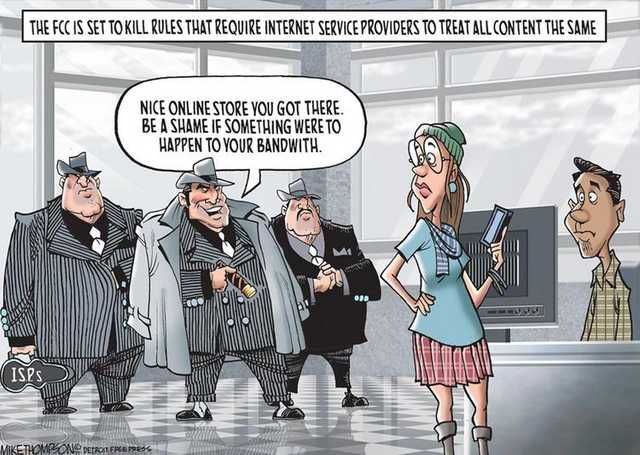 THE FCC IS SET TO KILL RULES THAT REQUIRE INTERNET SERVICE PROVIDERS TO TREAT ALL CONTENT THE SAME
NICE ONLINE STORE YOU GOT THERE.
BE A SHAME IF SOMETHING WERE TO
HAPPEN TO YOUR BANDWITH.
ISPs
MIKE THOMPSON © DETROIT FREE PRESS